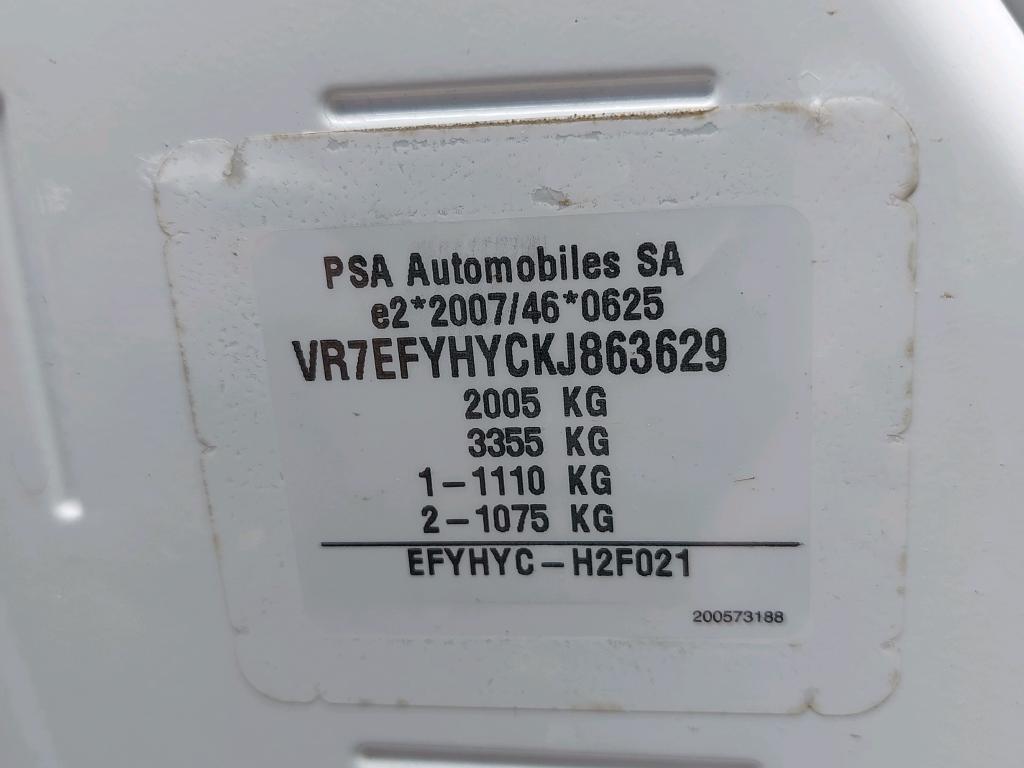 PSA Automobiles SA
e2*2007/46*0625
VR7EFYHYCKJ863629
2005 KG
3355 KG
1-1110 KG
2-1075 KG
EFYHYC-H2F021
200573188